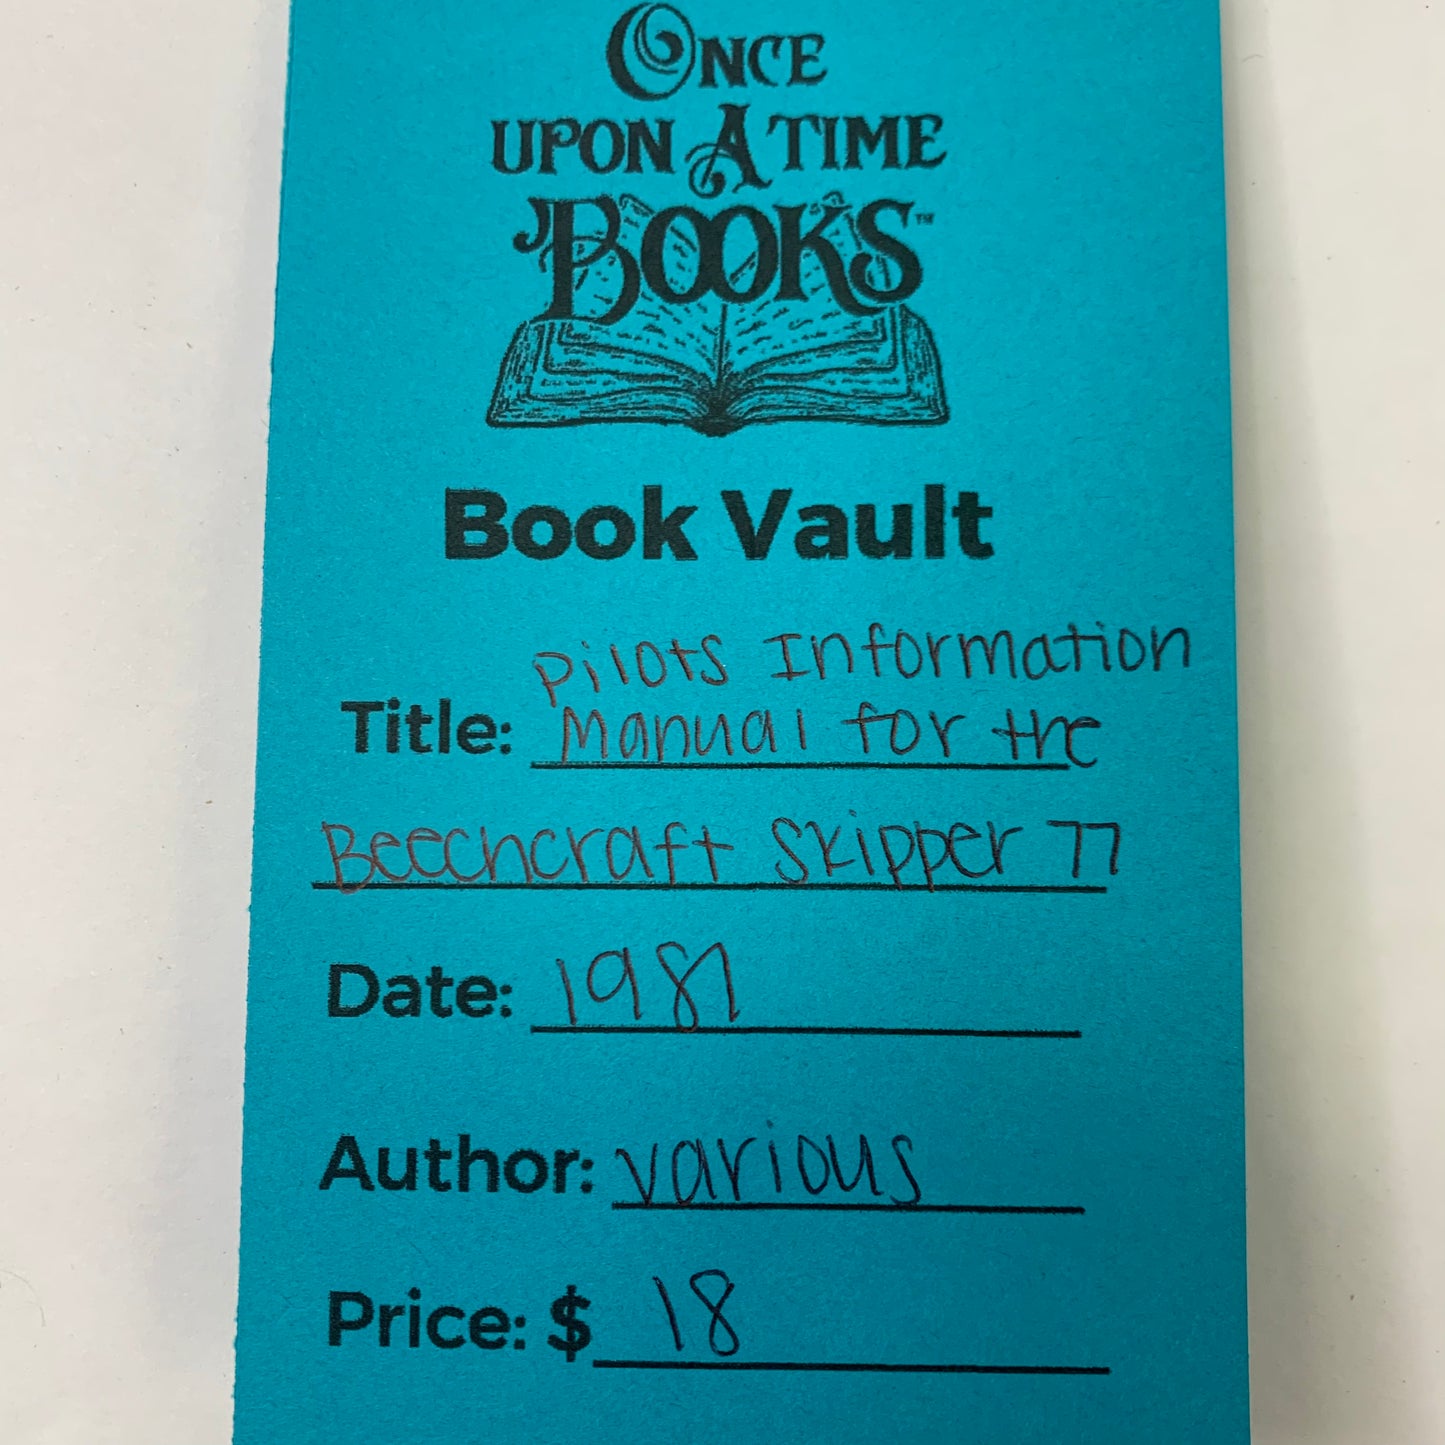 ONCE
UPON A TIME
BOOKS™
Book Vault
Pilots Information
Title: Manual for the
Beechcraft Skipper 77
Date: 1981
Author: various
Price: $ 18